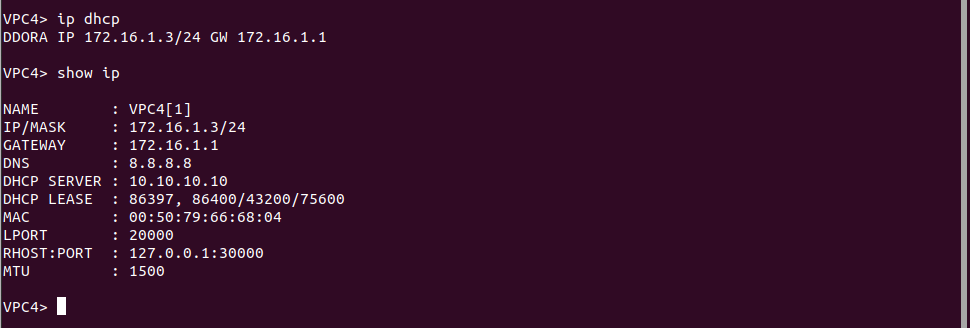 VPC4> ip dhcp
DDORA IP 172.16.1.3/24 GW 172.16.1.1
VPC4> show ip
NAME        : VPC4[1]
IP/MASK     : 172.16.1.3/24
GATEWAY     : 172.16.1.1
DNS         : 8.8.8.8
DHCP SERVER : 10.10.10.10
DHCP LEASE  : 86397, 86400/43200/75600
MAC         : 00:50:79:66:68:04
LPORT       : 20000
RHOST:PORT  : 127.0.0.1:30000
MTU         : 1500
VPC4>